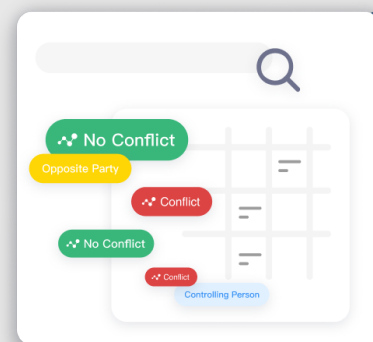 No Conflict
Opposite Party
Conflict
No Conflict
Conflict
Controlling Person